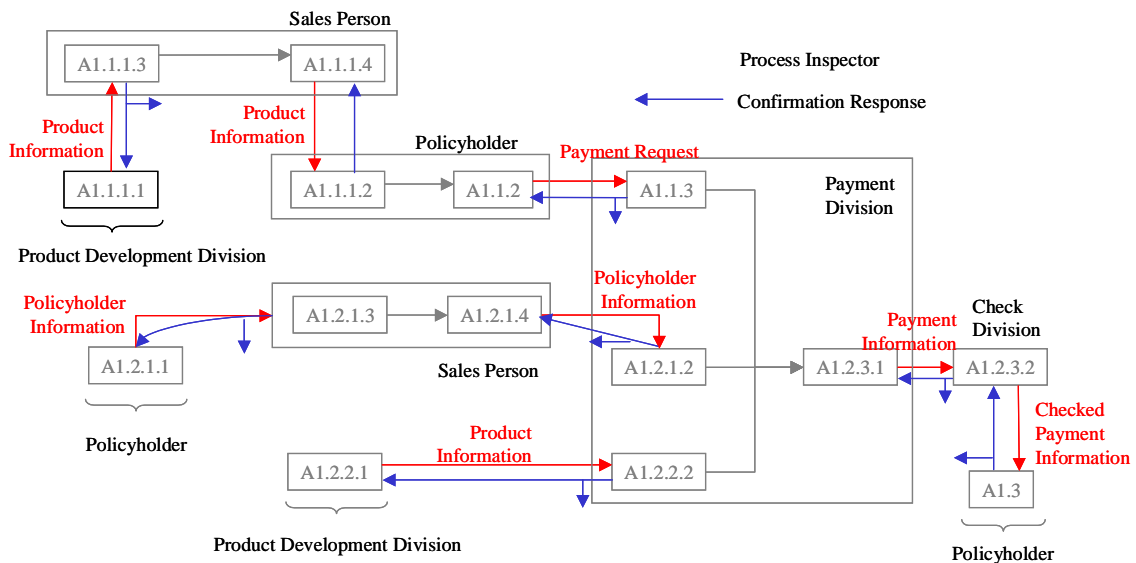 Sales Person
A1.1.1.3
A1.1.1.4
Process Inspector
Confirmation Response
Product
Information
Product
Information
Policyholder
Payment Request
A1.1.1.1
A1.1.1.2
A1.1.2
A1.1.3
Payment
Division
Product Development Division
Policyholder
Information
A1.2.1.3
A1.2.1.4
Policyholder
Information
Check
Division
Payment
Information
A1.2.1.1
Sales Person
A1.2.1.2
A1.2.3.1
A1.2.3.2
Policyholder
Product
Information
Checked
Payment
Information
A1.2.2.1
A1.2.2.2
A1.3
Product Development Division
Policyholder